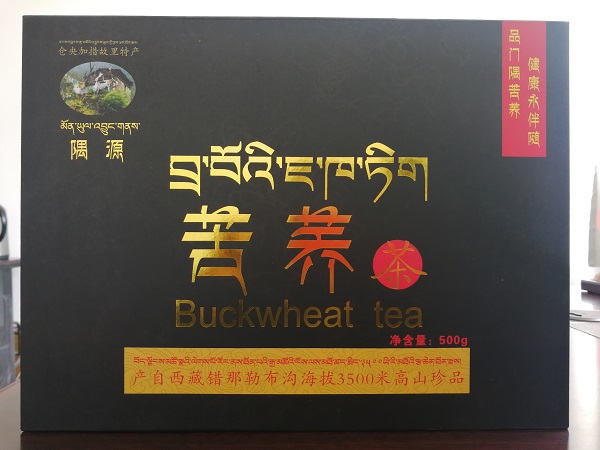 仓央加措故里特产
མོན་ཡུལ་འབྱུང་གནས་
隅 源
品门隅苦荞
健康永伴随
བྲ་བོའི་ཇ་ཁ་ཏིག
苦荞茶
Buckwheat tea
净含量：500g
产自西藏错那勒布沟海拔3500米高山珍品